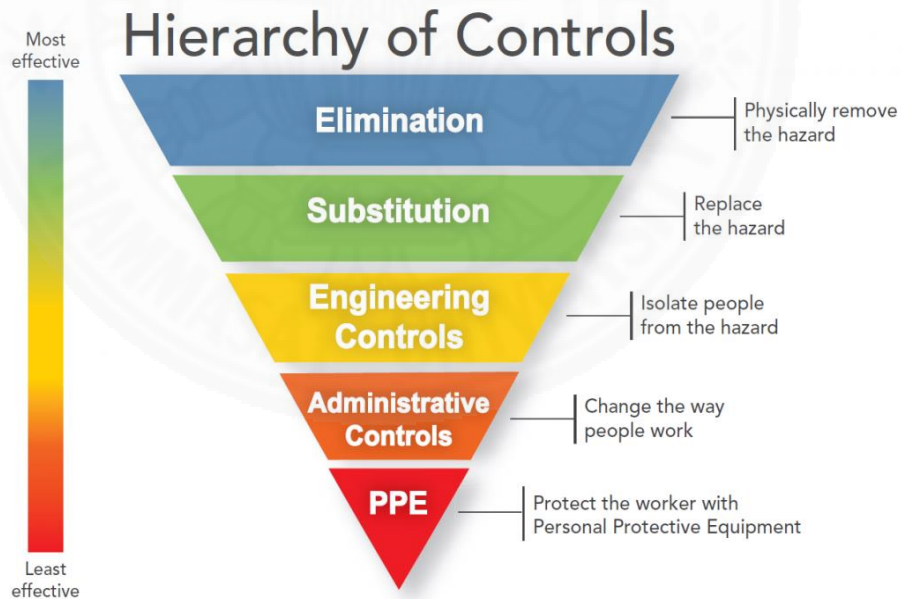 Hierarchy of Controls
Most
effective
Elimination
Physically remove
the hazard
Substitution
Replace
the hazard
Engineering
Controls
Isolate people
from the hazard
Administrative
Controls
Change the way
people work
PPE
Protect the worker with
Personal Protective Equipment
Least
effective